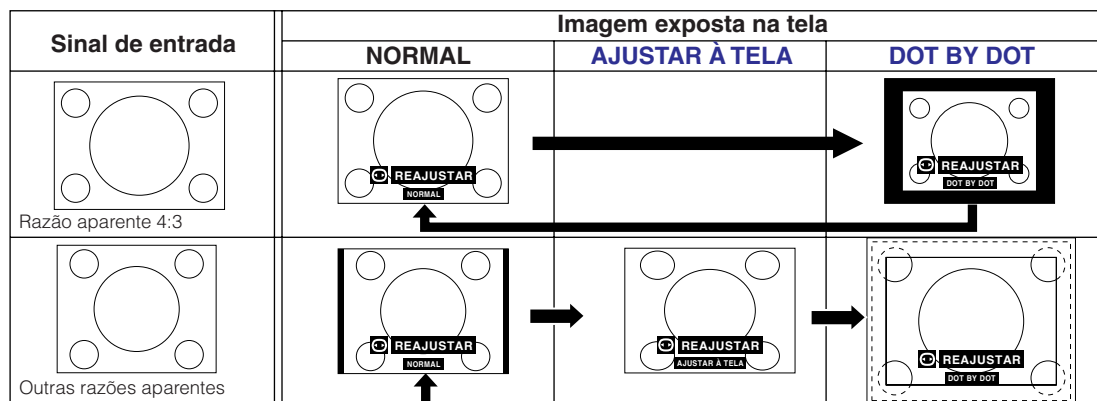 Sinal de entrada
Imagem exposta na tela
NORMAL
AJUSTAR À TELA
DOT BY DOT
REAJUSTAR
NORMAL
REAJUSTAR
DOT BY DOT
Razão aparente 4:3
REAJUSTAR
NORMAL
REAJUSTAR
AJUSTAR À TELA
REAJUSTAR
DOT BY DOT
Outras razões aparentes